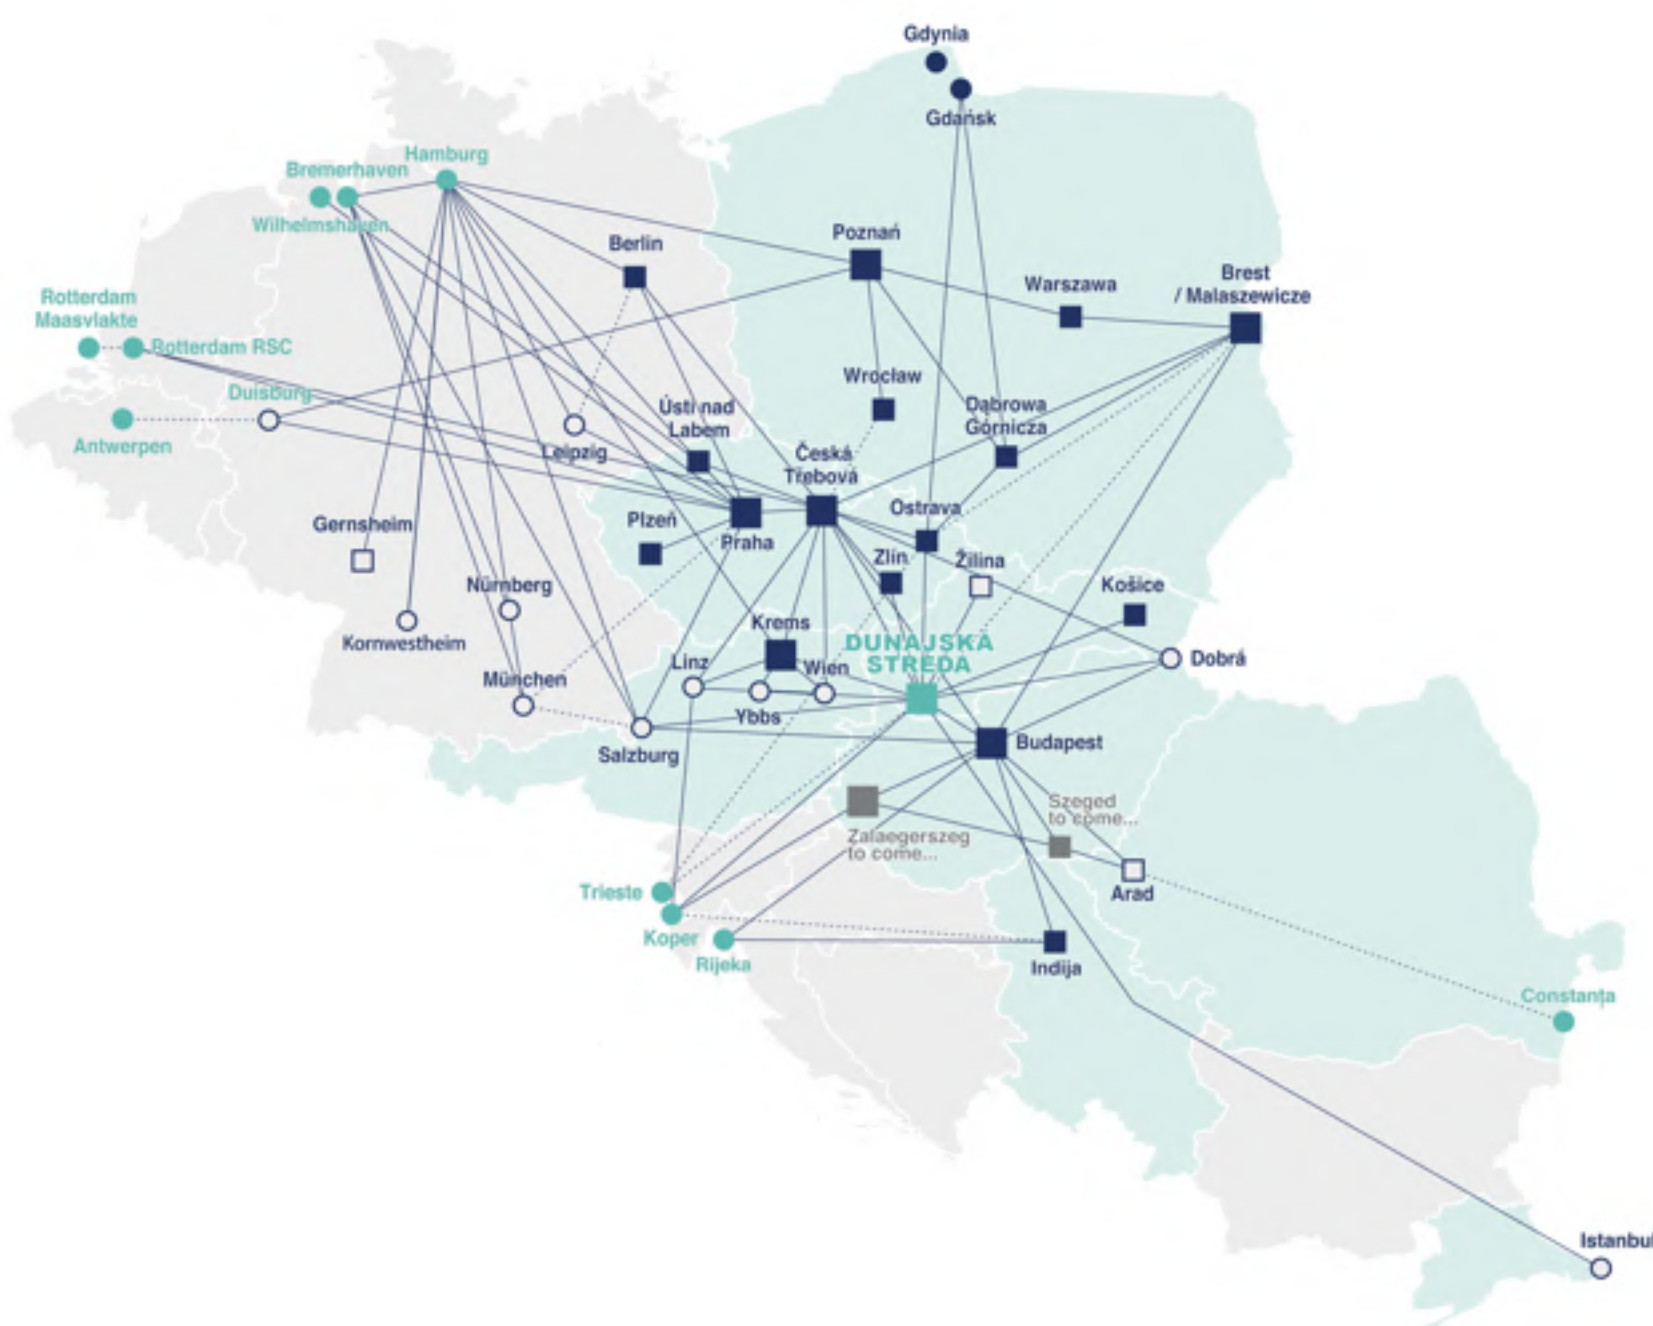 Gdynia
Gdańsk
Hamburg
Bremerhaven
Wilhelmshaven
Berlin
Poznań
Warszawa
Brest
/ Malaszewicze
Rotterdam
Maasvlakte
Rotterdam RSC
Duisburg
Antwerpen
Leipzig
Ústí nad
Labem
Wrocław
Dąbrowa
Górnicza
Česká
Třebová
Ostrava
Gernsheim
Plzeň
Praha
Zlín
Žilina
Košice
Nürnberg
Kornwestheim
Krems
DUNAJSKÁ
STREDA
Linz
Wien
Dobrá
München
Ybbs
Salzburg
Budapest
Szeged
to come...
Zalaegerszeg
to come...
Trieste
Arad
Koper
Rijeka
Indija
Constanța
Istanbul